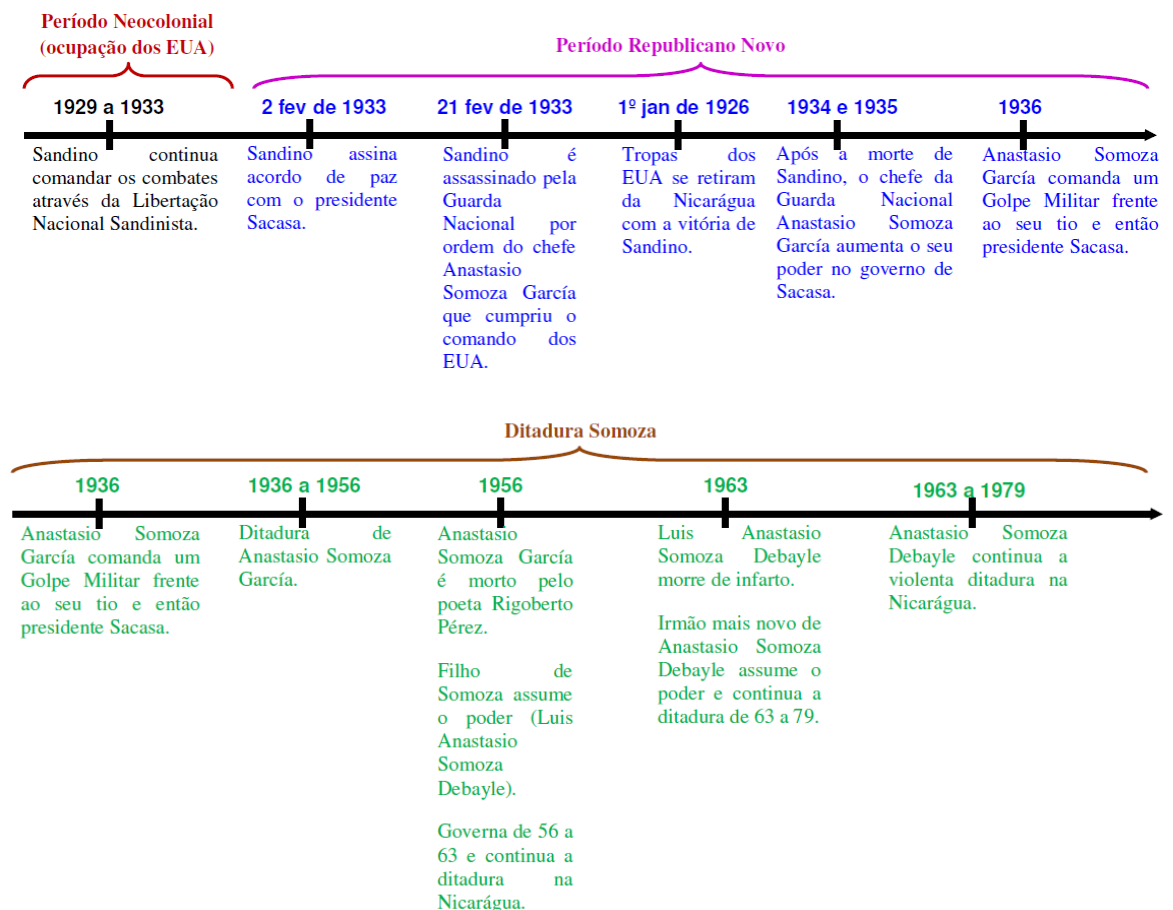 Período Neocolonial
(ocupação dos EUA)
Período Republicano Novo
1929 a 1933
Sandino continua
comandar os combates
através da Libertação
Nacional Sandinista.
2 fev de 1933
Sandino assina
acordo de paz
com o presidente
Sacasa.
21 fev de 1933
Sandino é
assassinado pela
Guarda
Nacional por
ordem do chefe
Anastasio
Somoza García
que cumpriu o
comando dos
EUA.
1º jan de 1926
Tropas dos
EUA se retiram
da Nicarágua
com a vitória de
Sandino.
1934 e 1935
Após a morte de
Sandino, o chefe da
Guarda Nacional
Anastasio Somoza
García aumenta o seu
poder no governo de
Sacasa.
1936
Anastasio Somoza
García comanda um
Golpe Militar frente
ao seu tio e então
presidente Sacasa.
Ditadura Somoza
1936
Anastasio Somoza
García comanda um
Golpe Militar frente
ao seu tio e então
presidente Sacasa.
1936 a 1956
Ditadura de
Anastasio Somoza
García.
1956
Anastasio
Somoza García
é morto pelo
poeta Rigoberto
Pérez.
Filho de
Somoza assume
o poder (Luis
Anastasio
Somoza
Debayle).
Governa de 56 a
63 e continua a
ditadura na
Nicarágua.
1963
Luis Anastasio
Somoza Debayle
morre de infarto.
Irmão mais novo de
Anastasio Somoza
Debayle assume o
poder e continua a
ditadura de 63 a 79.
1963 a 1979
Anastasio Somoza
Debayle continua a
violenta ditadura na
Nicarágua.